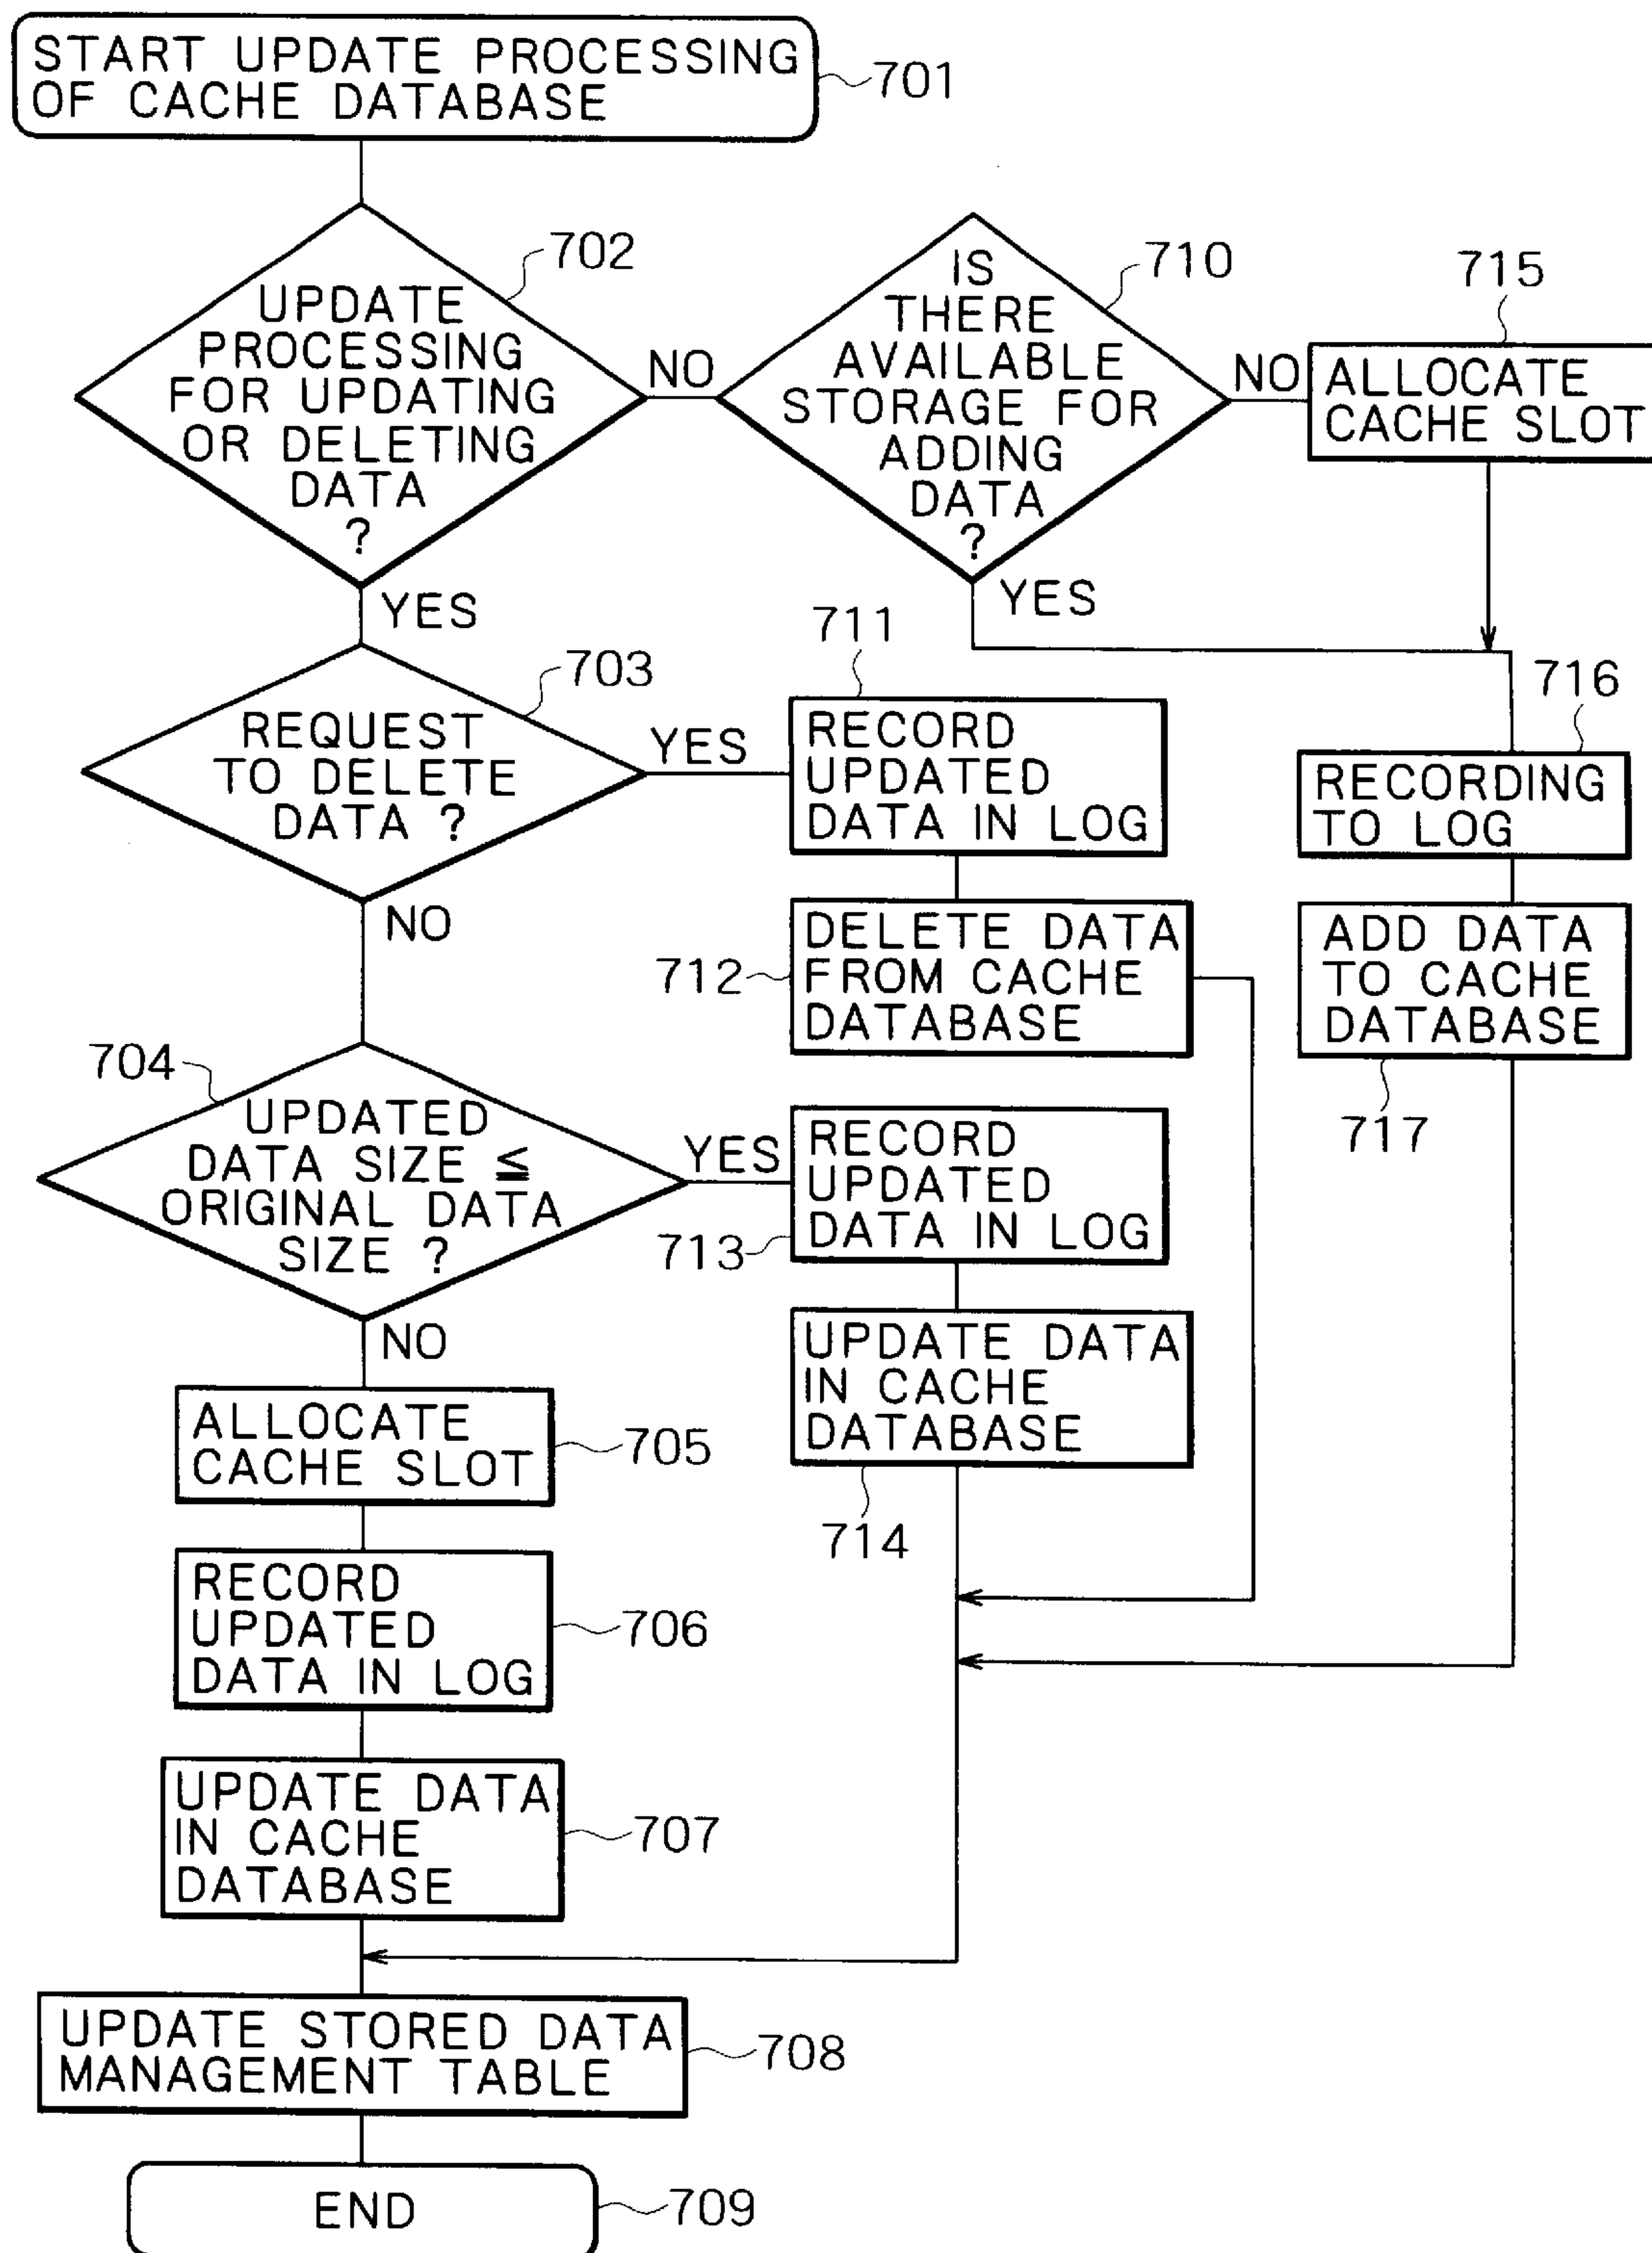 START UPDATE PROCESSING
OF CACHE DATABASE
701
702
UPDATE
PROCESSING
FOR UPDATING
OR DELETING
DATA
?
NO
YES
710
IS
THERE
AVAILABLE
STORAGE FOR
ADDING
DATA
?
NO
YES
715
ALLOCATE
CACHE SLOT
703
REQUEST
TO DELETE
DATA ?
YES
NO
711
RECORD
UPDATED
DATA IN LOG
716
RECORDING
TO LOG
712
DELETE DATA
FROM CACHE
DATABASE
ADD DATA
TO CACHE
DATABASE
717
704
UPDATED
DATA SIZE ≦
ORIGINAL DATA
SIZE ?
YES
NO
RECORD
UPDATED
DATA IN LOG
713
UPDATE DATA
IN CACHE
DATABASE
714
ALLOCATE
CACHE SLOT
705
RECORD
UPDATED
DATA IN LOG
706
UPDATE DATA
IN CACHE
DATABASE
707
UPDATE STORED DATA
MANAGEMENT TABLE
708
END
709